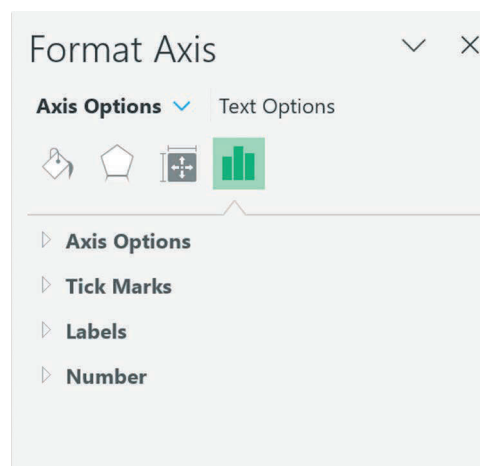 Format Axis
Axis Options Text Options
Axis Options
Tick Marks
Labels
Number